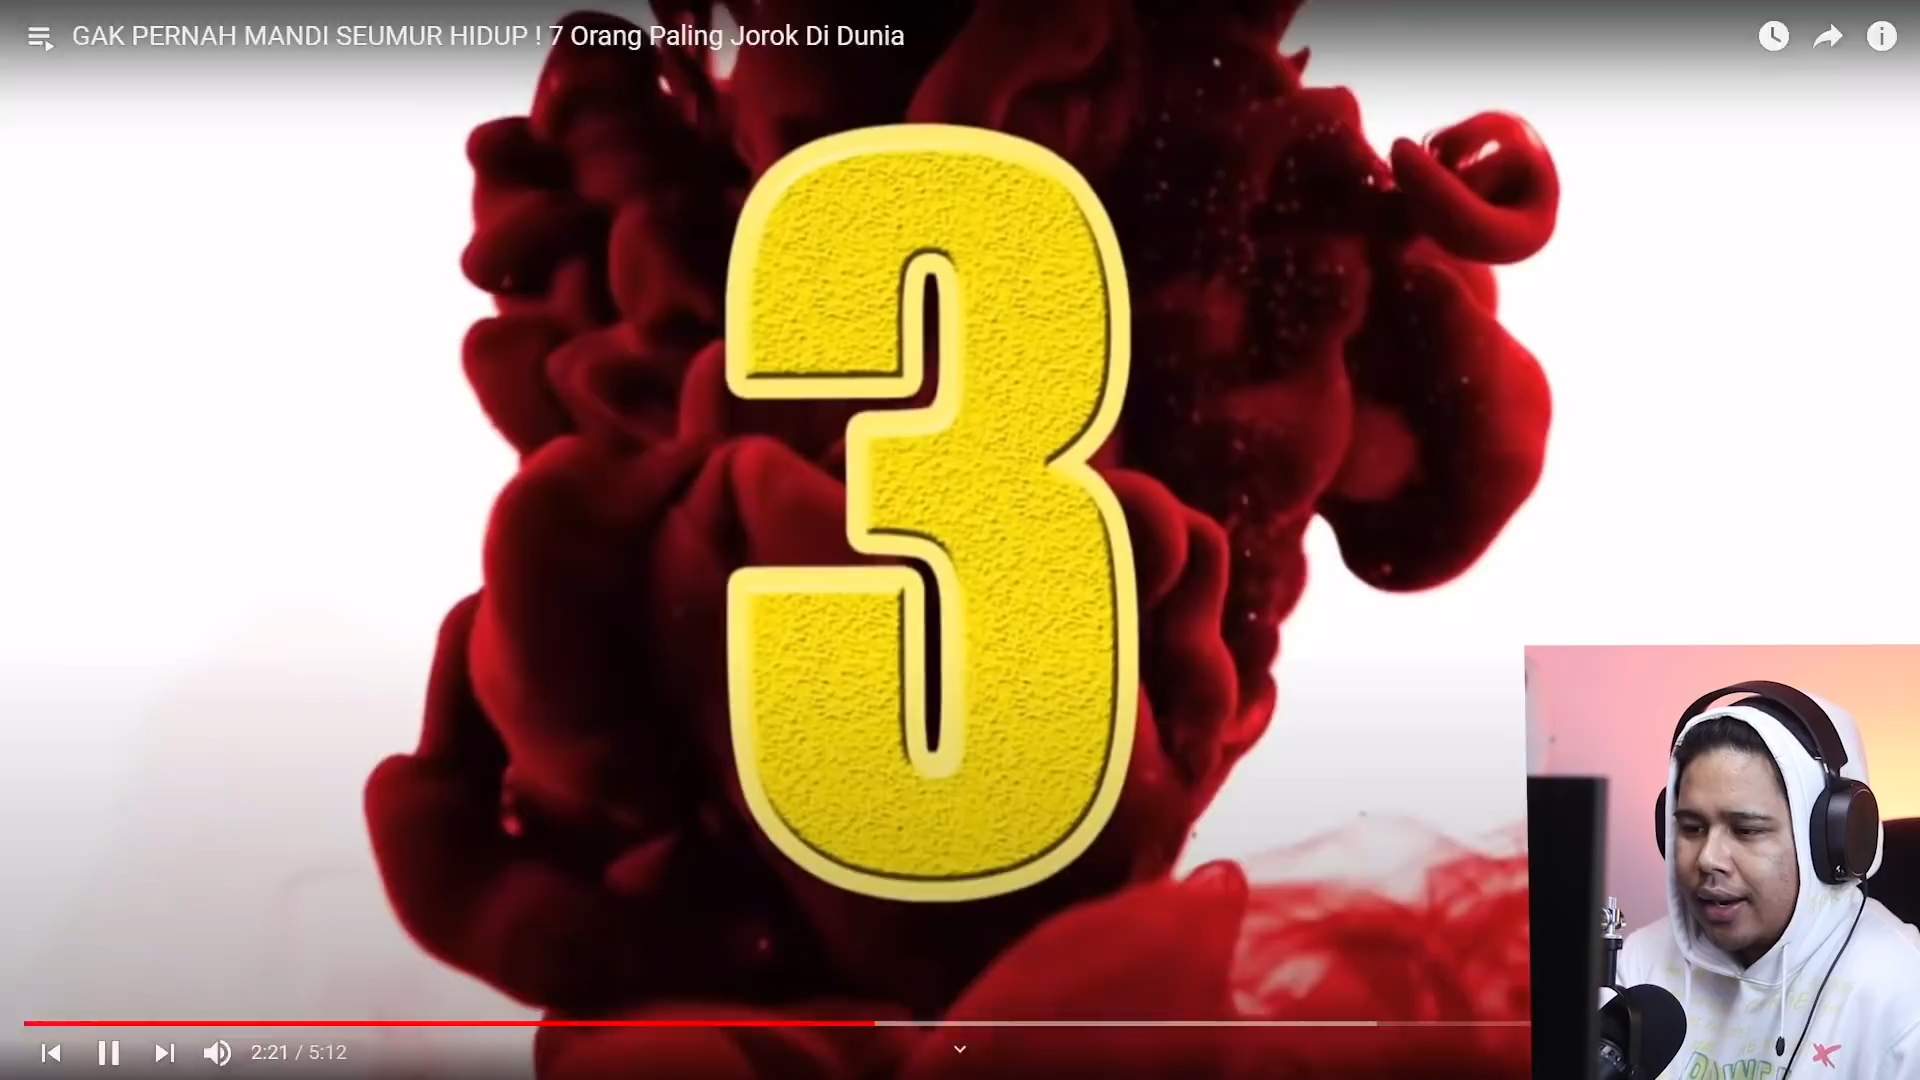 GAK PERNAH MANDI SEUMUR HIDUP ! 7 Orang Paling Jorok Di Dunia
3
2:21 / 5:12